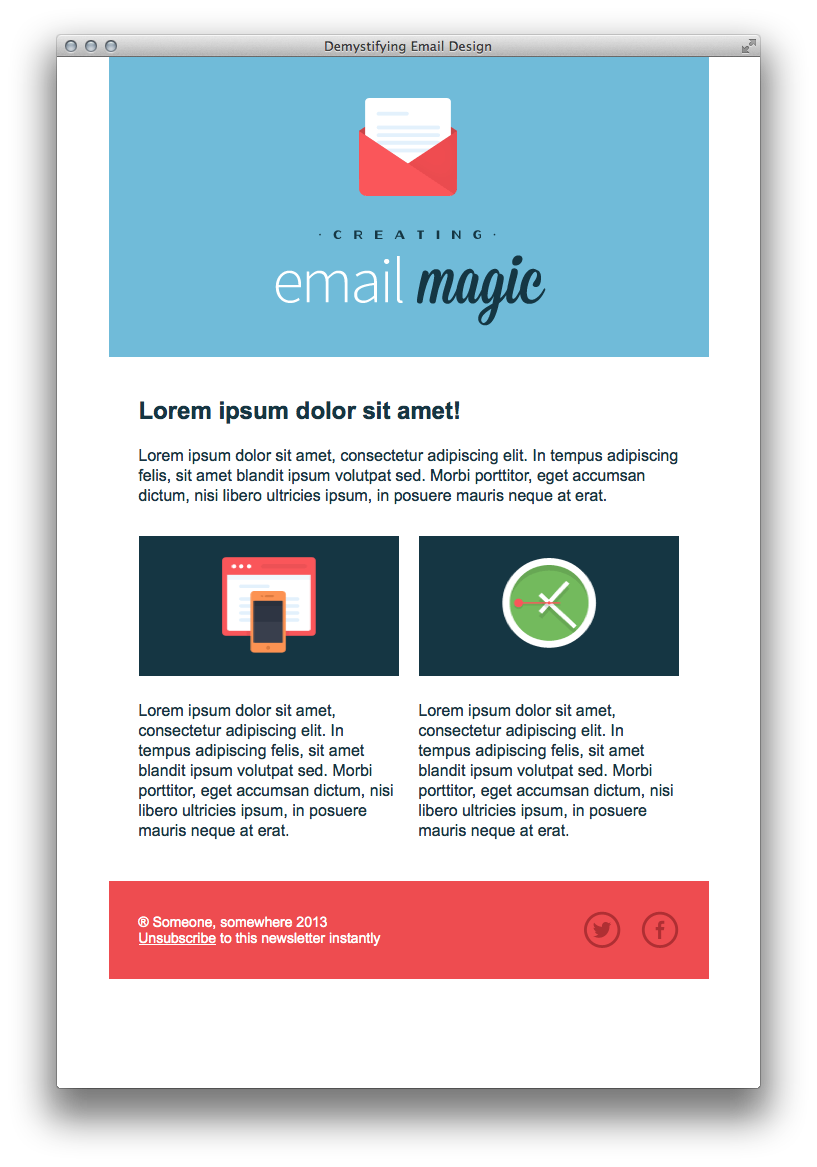 Demystifying Email Design
· CREATING ·
email magic
Lorem ipsum dolor sit amet!
Lorem ipsum dolor sit amet, consectetur adipiscing elit. In tempus adipiscing
felis, sit amet blandit ipsum volutpat sed. Morbi porttitor, eget accumsan
dictum, nisi libero ultricies ipsum, in posuere mauris neque at erat.
Lorem ipsum dolor sit amet,
consectetur adipiscing elit. In
tempus adipiscing felis, sit amet
blandit ipsum volutpat sed. Morbi
porttitor, eget accumsan dictum, nisi
libero ultricies ipsum, in posuere
mauris neque at erat.
Lorem ipsum dolor sit amet,
consectetur adipiscing elit. In
tempus adipiscing felis, sit amet
blandit ipsum volutpat sed. Morbi
porttitor, eget accumsan dictum, nisi
libero ultricies ipsum, in posuere
mauris neque at erat.
® Someone, somewhere 2013
Unsubscribe to this newsletter instantly